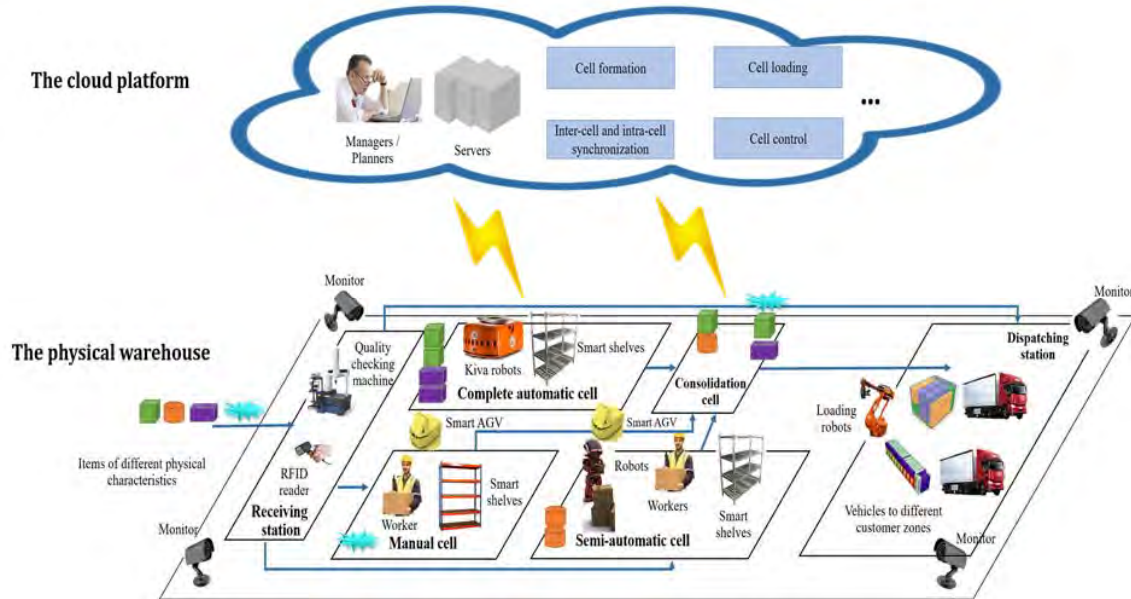 The cloud platform
Managers /
Planners
Servers
Cell formation
Cell loading
...
Inter-cell and intra-cell
synchronization
Cell control
The physical warehouse
Monitor
Monitor
Quality
checking
machine
Kiva robots
Smart shelves
Complete automatic cell
Consolidation
cell
Dispatching
station
Loading
robots
Items of different physical
characteristics
Smart AGV
Smart AGV
RFID
reader
Receiving
station
Worker
Smart
shelves
Manual cell
Robots
Workers
Smart
shelves
Semi-automatic cell
Vehicles to different
customer zones
Monitor
Monitor